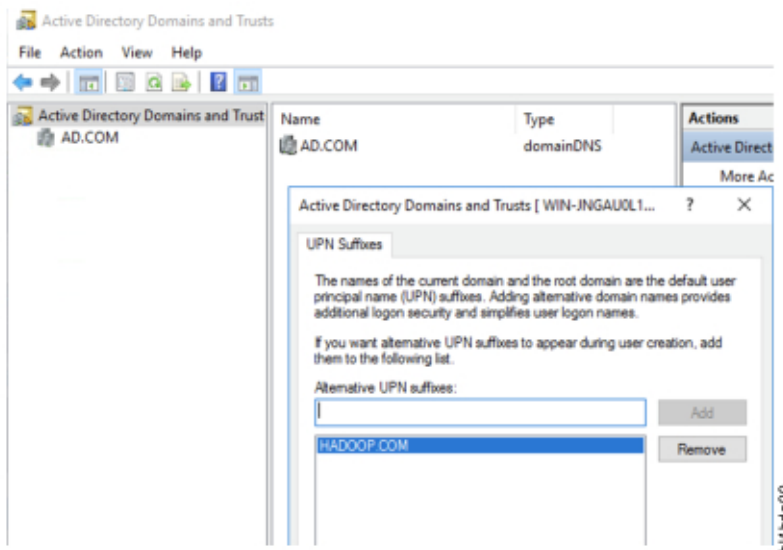 Active Directory Domains and Trusts
File Action View Help
Active Directory Domains and Trust
AD.COM
Name Type
AD.COM domainDNS
Actions
Active Direct
More Ac
Active Directory Domains and Trusts [ WIN-JNGAU0L1... ? ×
UPN Suffixes
The names of the current domain and the root domain are the default user
principal name (UPN) suffixes. Adding alternative domain names provides
additional logon security and simplifies user logon names.
If you want alternative UPN suffixes to appear during user creation, add
them to the following list.
Alternative UPN suffixes:
Add
HADOOP.COM
Remove